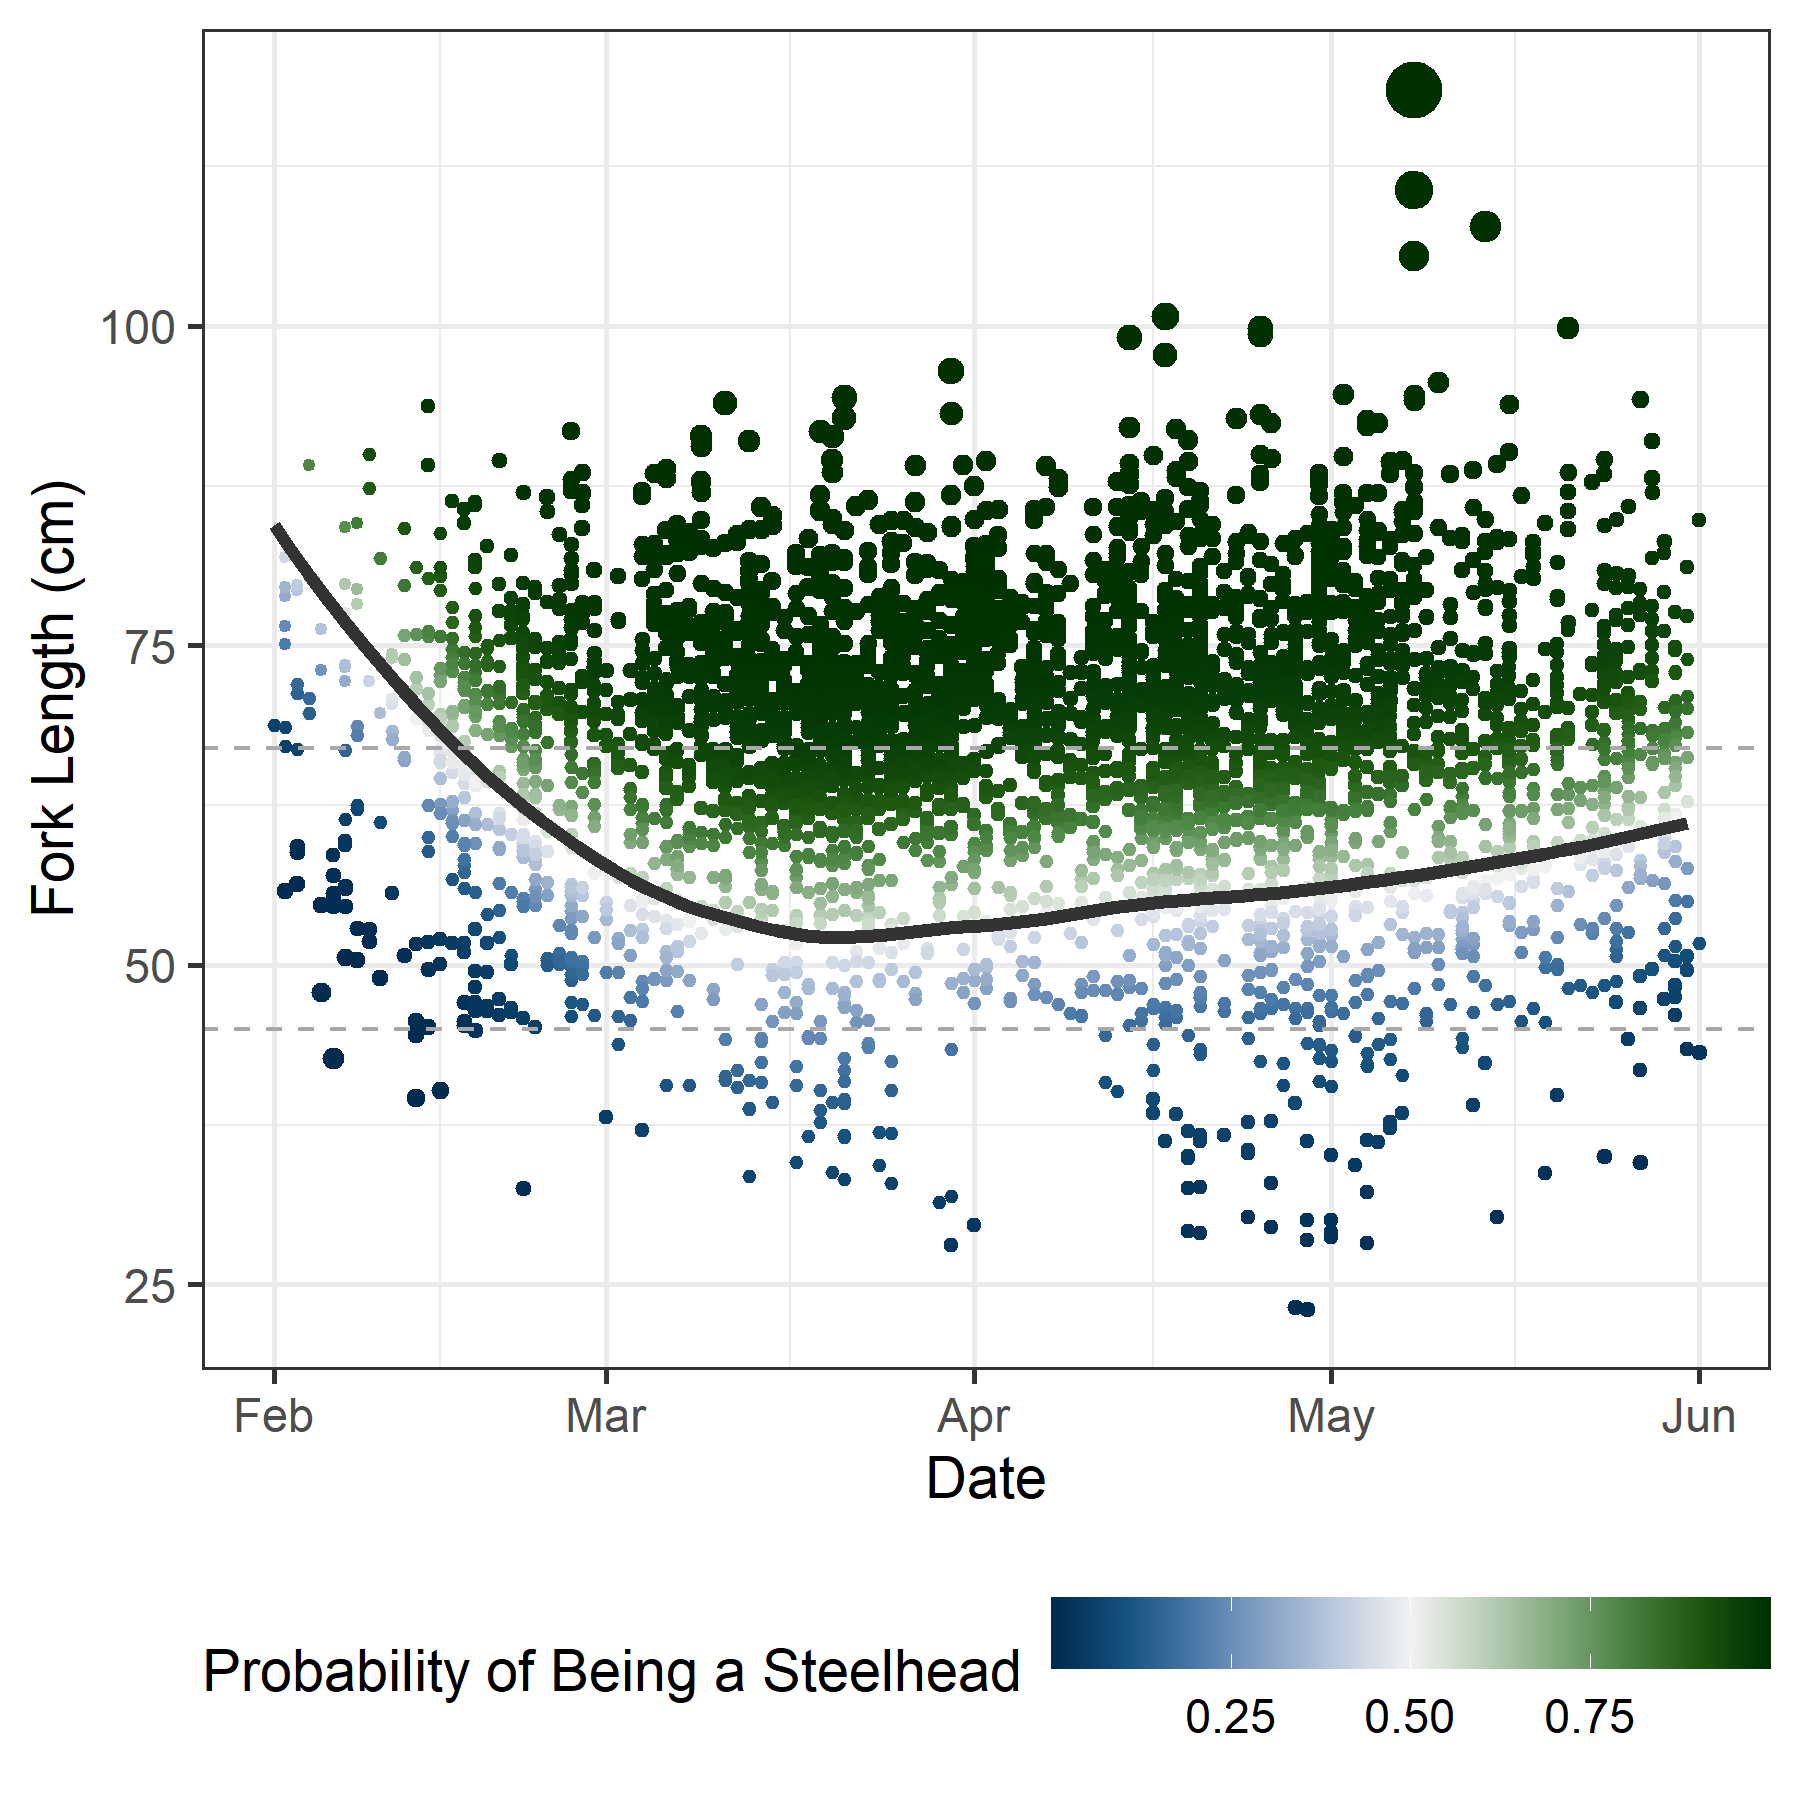 Fork Length (cm)
100
75
50
25
Feb Mar Apr May Jun
Date
Probability of Being a Steelhead
0.25 0.50 0.75